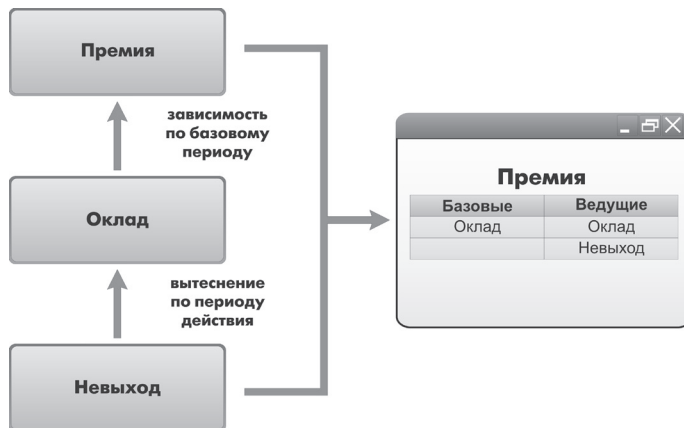 Премия
зависимость
по базовому
периоду
Оклад
вытеснение
по периоду
действия
Невыход
Премия
Базовые Ведущие
Оклад Оклад
Невыход